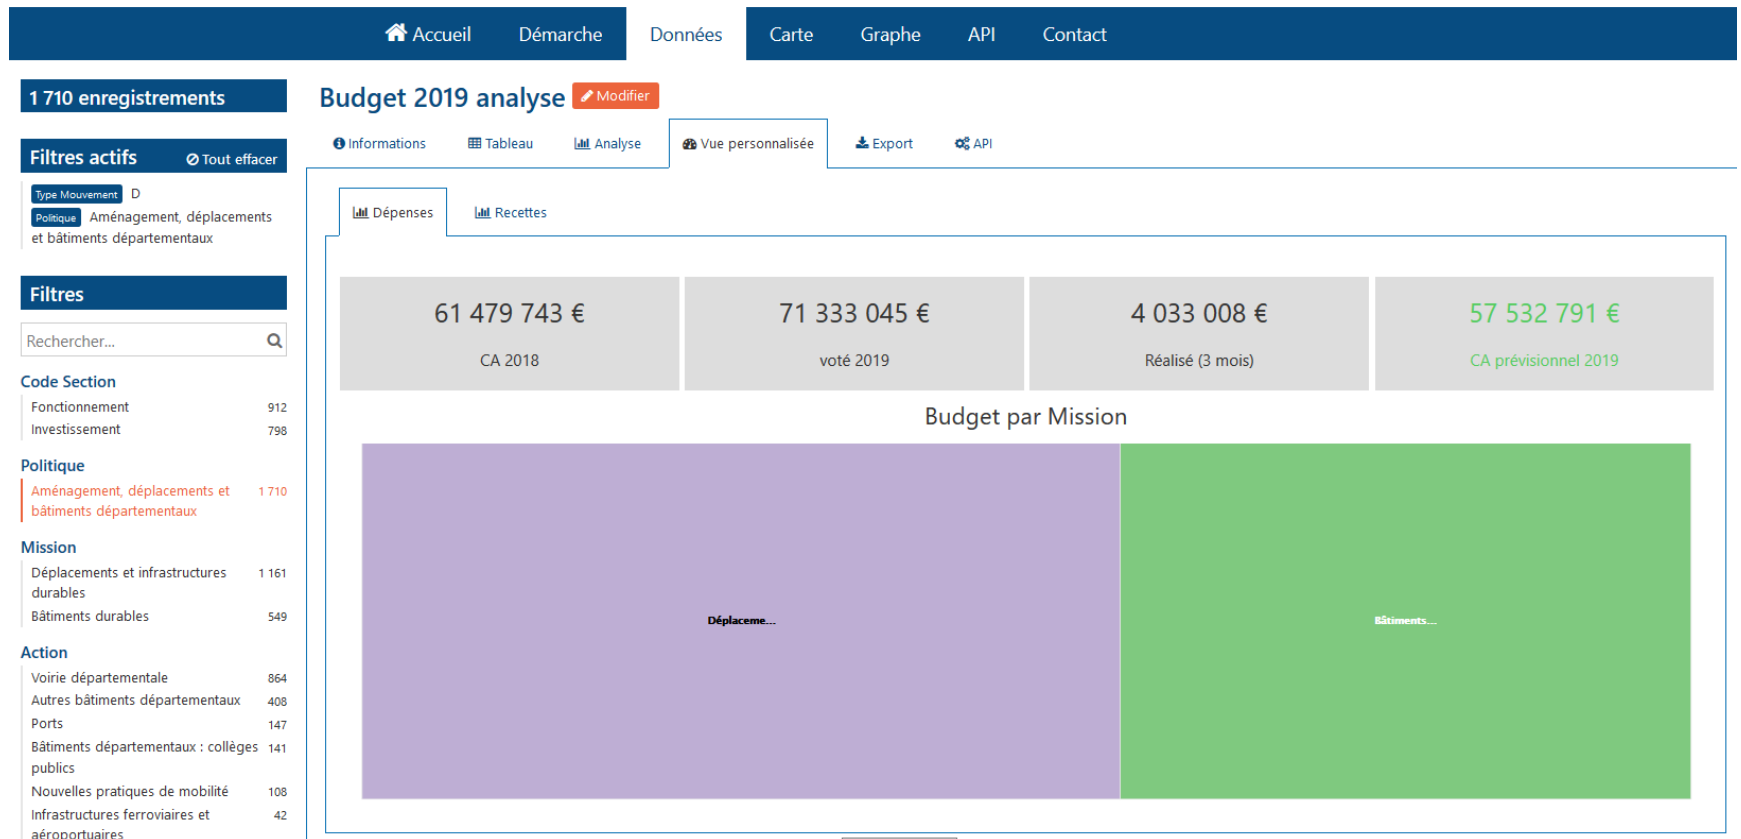 Accueil Démarche Données Carte Graphe API Contact
1 710 enregistrements
Filtres actifs Tout effacer
Type Mouvement D
Politique Aménagement, déplacements
et bâtiments départementaux
Filtres
Rechercher...
Code Section
Fonctionnement 912
Investissement 798
Politique
Aménagement, déplacements et 1 710
bâtiments départementaux
Mission
Déplacements et infrastructures 1 161
durables
Bâtiments durables 549
Action
Voirie départementale 864
Autres bâtiments départementaux 408
Ports 147
Bâtiments départementaux : collèges 141
publics
Nouvelles pratiques de mobilité 108
Infrastructures ferroviaires et 42
aéroportuaires
Budget 2019 analyse Modifier
Informations Tableau Analyse Vue personnalisée Export API
Dépenses Recettes
61 479 743 € 71 333 045 € 4 033 008 € 57 532 791 €
CA 2018 voté 2019 Réalisé (3 mois) CA prévisionnel 2019
Budget par Mission
Déplaceme... Bâtiments...